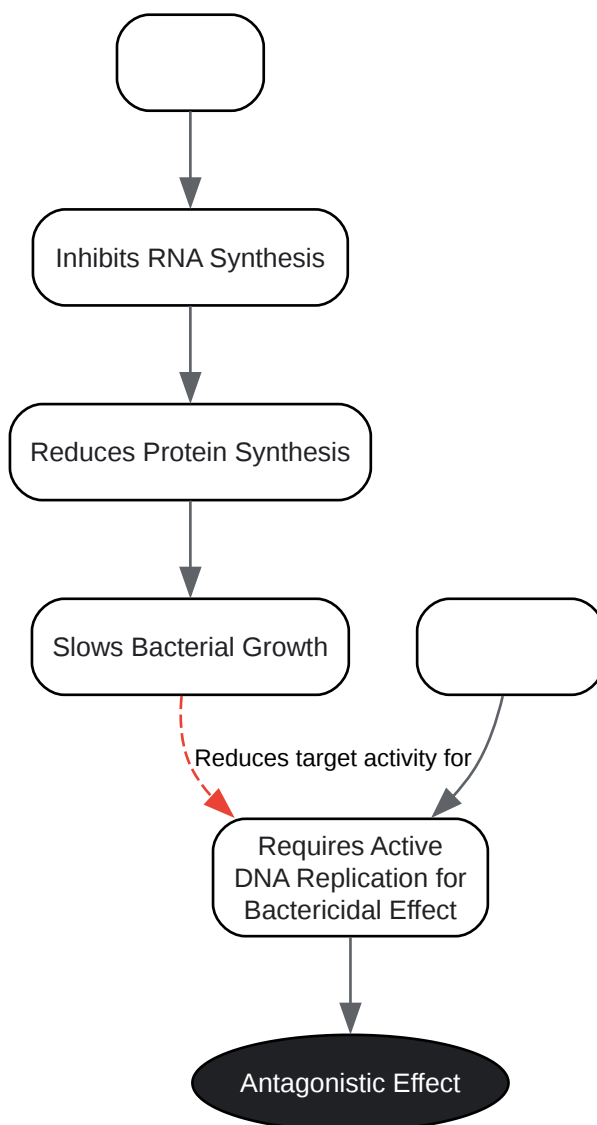 Inhibits RNA Synthesis
Reduces Protein Synthesis
Slows Bacterial Growth
Reduces target activity for
Requires Active
DNA Replication for
Bactericidal Effect
Antagonistic Effect